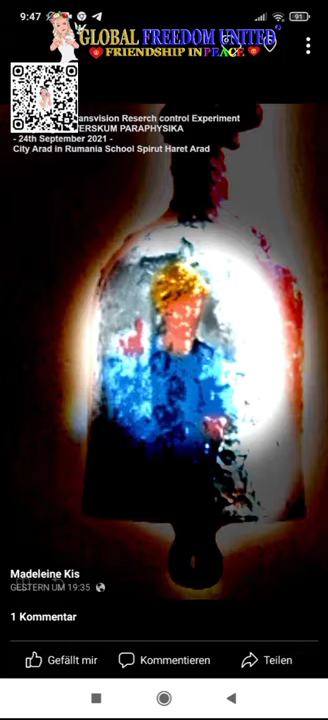 9:47
91
GLOBAL FREEDOM UNITED
FRIENDSHIP IN PEACE
ansvision Reserch control Experiment
ERSKUM PARAPHYSIKA
- 24th September 2021 -
City Arad in Rumania School Spirut Haret Arad
Madeleine Kis
GESTERN UM 19:35
1 Kommentar
Gefällt mir
Kommentieren
Teilen